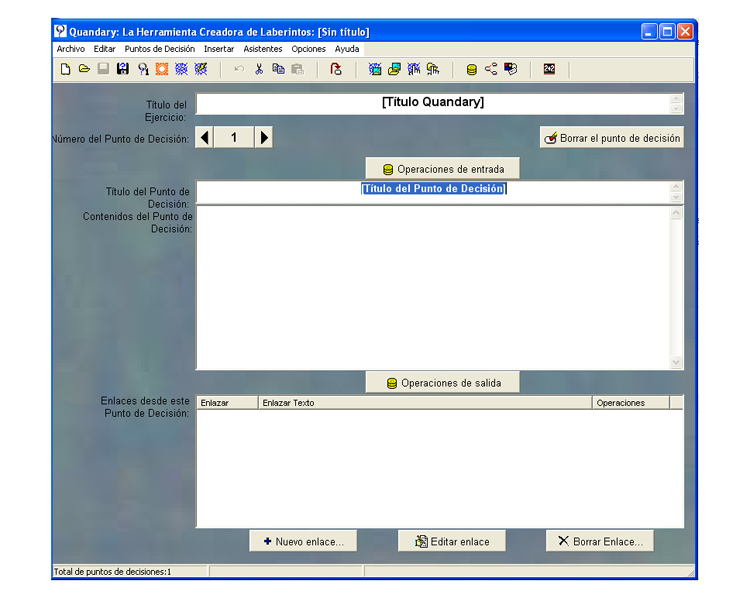 Quandary: La Herramienta Creadora de Laberintos: [Sin título]
Archivo Editar Puntos de Decisión Insertar Asistentes Opciones Ayuda
Título del
Ejercicio:
[Título Quandary]
Número del Punto de Decisión:
1
Borrar el punto de decisión
Operaciones de entrada
Título del Punto de
Decisión:
[Título del Punto de Decisión]
Contenidos del Punto de
Decisión:
Operaciones de salida
Enlaces desde este
Punto de Decisión:
Enlazar Enlazar Texto Operaciones
Nuevo enlace...
Editar enlace
Borrar Enlace...
Total de puntos de decisiones:1